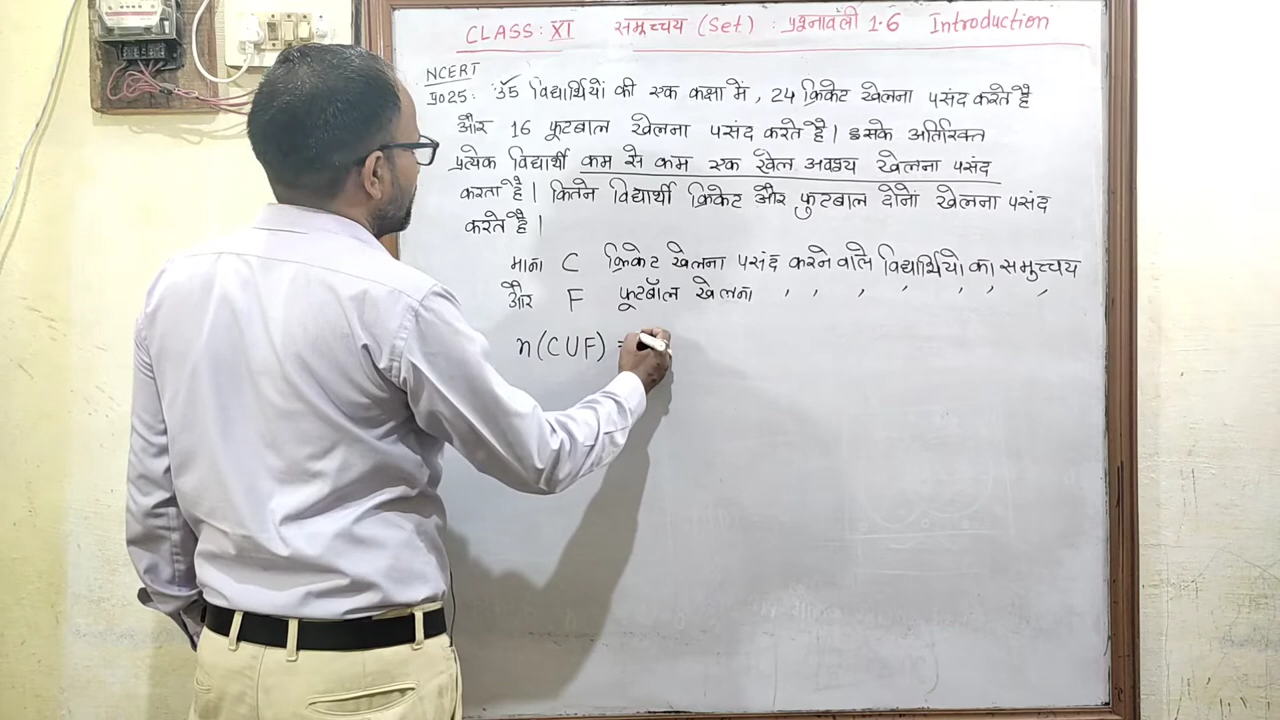 CLASS: XI समुच्चय (Set) : प्रश्नावली 1.6 Introduction
NCERT
प्र025: 35 विद्यार्थियों की एक कक्षा में, 24 क्रिकेट खेलना पसंद करते है
और 16 फूटबाल खेलना पसंद करते है। इसके अतिरिक्त
प्रत्येक विद्यार्थी कम से कम एक खेल अवश्य खेलना पसंद
करता है। कितने विद्यार्थी क्रिकेट और फुटबाल दोनों खेलना पसंद
करते है।
माना C क्रिकेट खेलना पसंद करने वाले विद्यार्थियो का समुच्चय
और F फूटबॉल खेलना , , , , , , ,
n(CUF) =